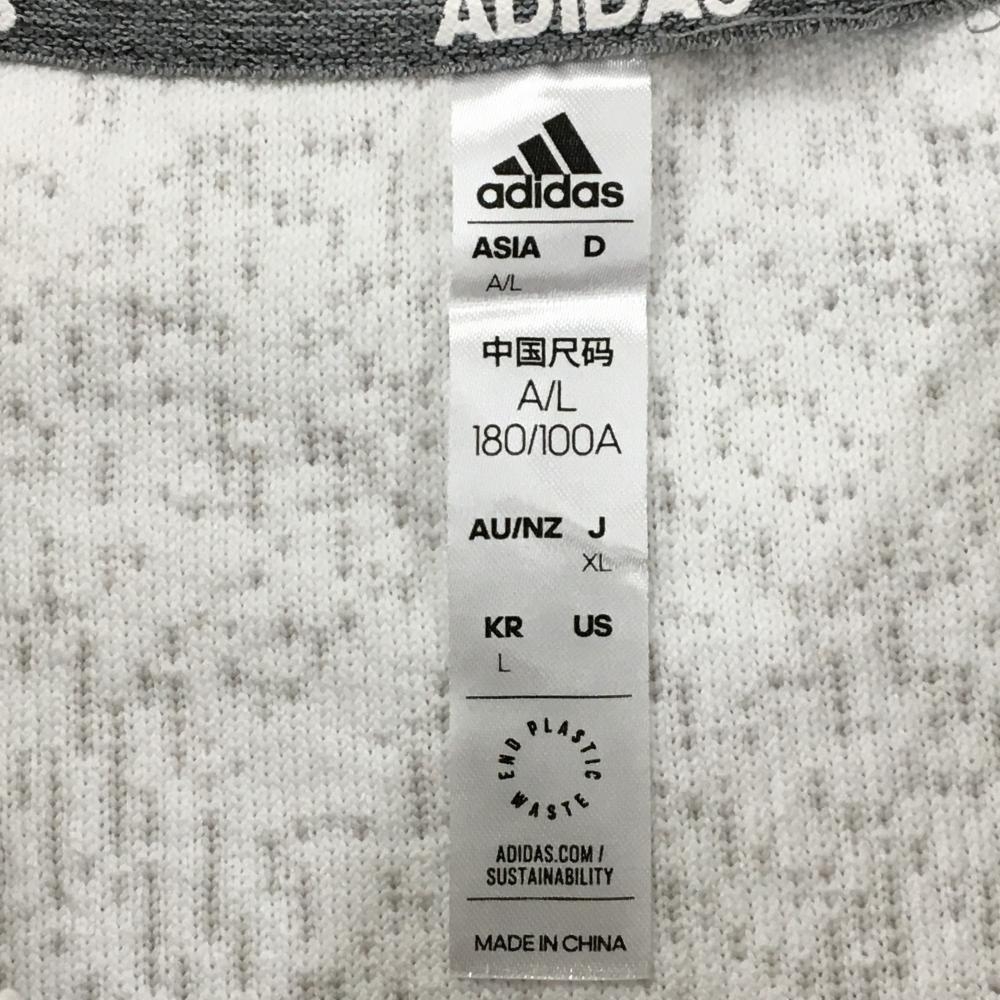 ADIDAS
adidas
ASIA D
A/L
中国尺码
A/L
180/100A
AU/NZ J
XL
KR US
L
END PLASTIC WASTE
ADIDAS.COM /
SUSTAINABILITY
MADE IN CHINA